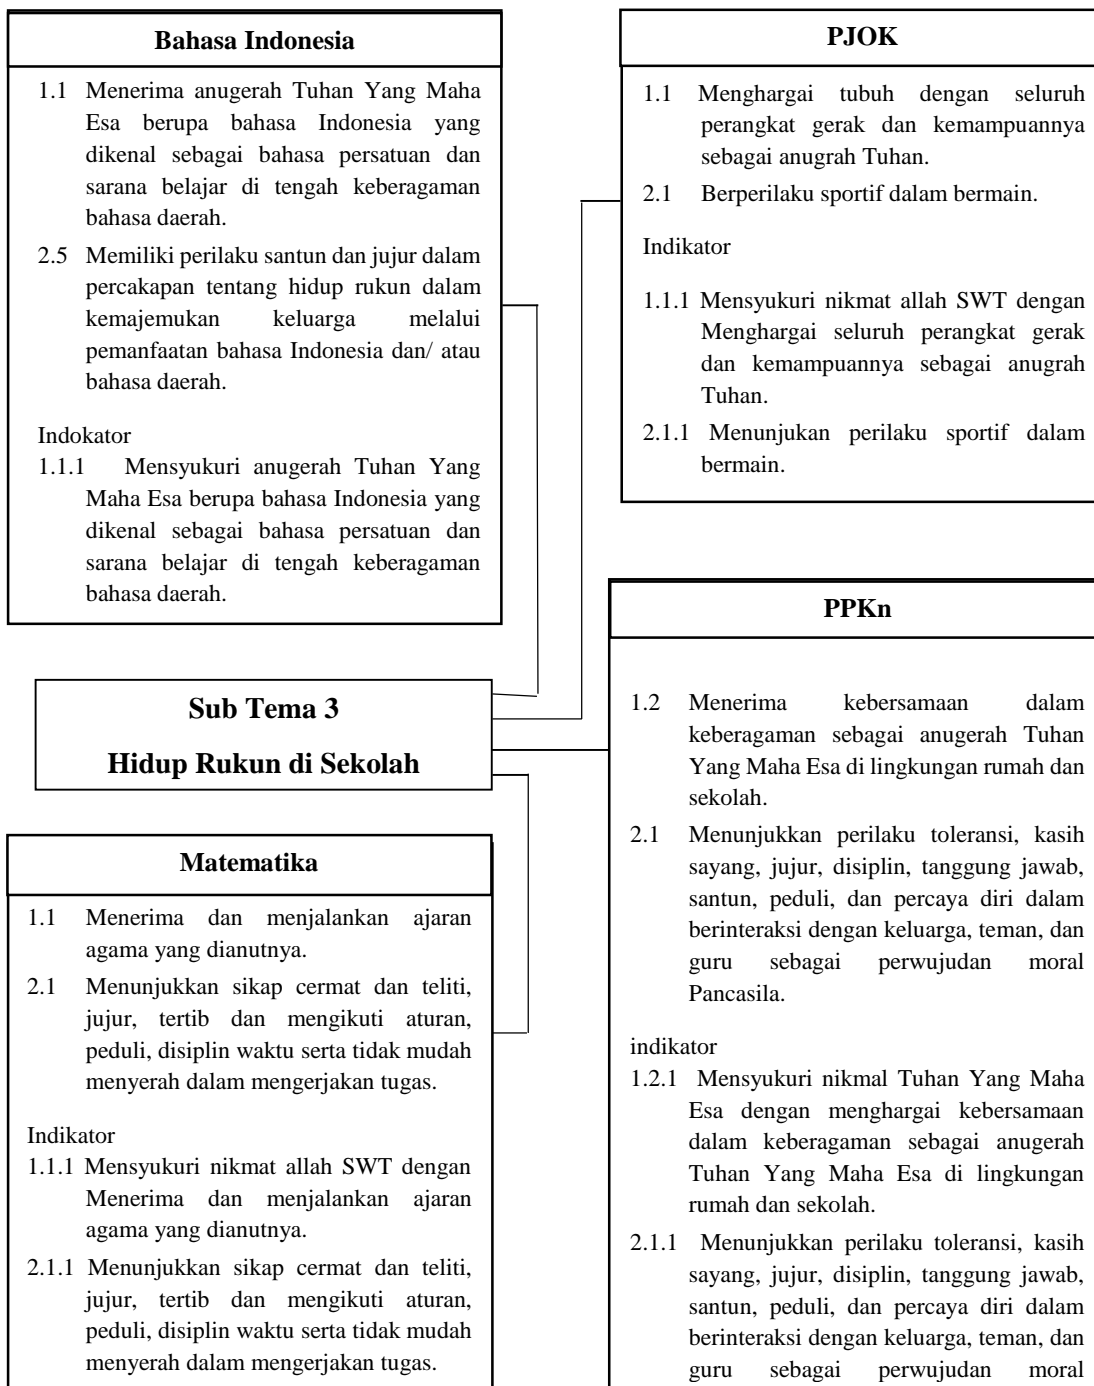 Bahasa Indonesia
1.1 Menerima anugerah Tuhan Yang Maha
Esa berupa bahasa Indonesia yang
dikenal sebagai bahasa persatuan dan
sarana belajar di tengah keberagaman
bahasa daerah.
2.5 Memiliki perilaku santun dan jujur dalam
percakapan tentang hidup rukun dalam
kemajemukan keluarga melalui
pemanfaatan bahasa Indonesia dan/ atau
bahasa daerah.
Indokator
1.1.1 Mensyukuri anugerah Tuhan Yang
Maha Esa berupa bahasa Indonesia yang
dikenal sebagai bahasa persatuan dan
sarana belajar di tengah keberagaman
bahasa daerah.
PJOK
1.1 Menghargai tubuh dengan seluruh
perangkat gerak dan kemampuannya
sebagai anugrah Tuhan.
2.1 Berperilaku sportif dalam bermain.
Indikator
1.1.1 Mensyukuri nikmat allah SWT dengan
Menghargai seluruh perangkat gerak
dan kemampuannya sebagai anugrah
Tuhan.
2.1.1 Menunjukan perilaku sportif dalam
bermain.
Sub Tema 3
Hidup Rukun di Sekolah
Matematika
1.1 Menerima dan menjalankan ajaran
agama yang dianutnya.
2.1 Menunjukkan sikap cermat dan teliti,
jujur, tertib dan mengikuti aturan,
peduli, disiplin waktu serta tidak mudah
menyerah dalam mengerjakan tugas.
Indikator
1.1.1 Mensyukuri nikmat allah SWT dengan
Menerima dan menjalankan ajaran
agama yang dianutnya.
2.1.1 Menunjukkan sikap cermat dan teliti,
jujur, tertib dan mengikuti aturan,
peduli, disiplin waktu serta tidak mudah
menyerah dalam mengerjakan tugas.
PPKn
1.2 Menerima kebersamaan dalam
keberagaman sebagai anugerah Tuhan
Yang Maha Esa di lingkungan rumah dan
sekolah.
2.1 Menunjukkan perilaku toleransi, kasih
sayang, jujur, disiplin, tanggung jawab,
santun, peduli, dan percaya diri dalam
berinteraksi dengan keluarga, teman, dan
guru sebagai perwujudan moral
Pancasila.
indikator
1.2.1 Mensyukuri nikmal Tuhan Yang Maha
Esa dengan menghargai kebersamaan
dalam keberagaman sebagai anugerah
Tuhan Yang Maha Esa di lingkungan
rumah dan sekolah.
2.1.1 Menunjukkan perilaku toleransi, kasih
sayang, jujur, disiplin, tanggung jawab,
santun, peduli, dan percaya diri dalam
berinteraksi dengan keluarga, teman, dan
guru sebagai perwujudan moral